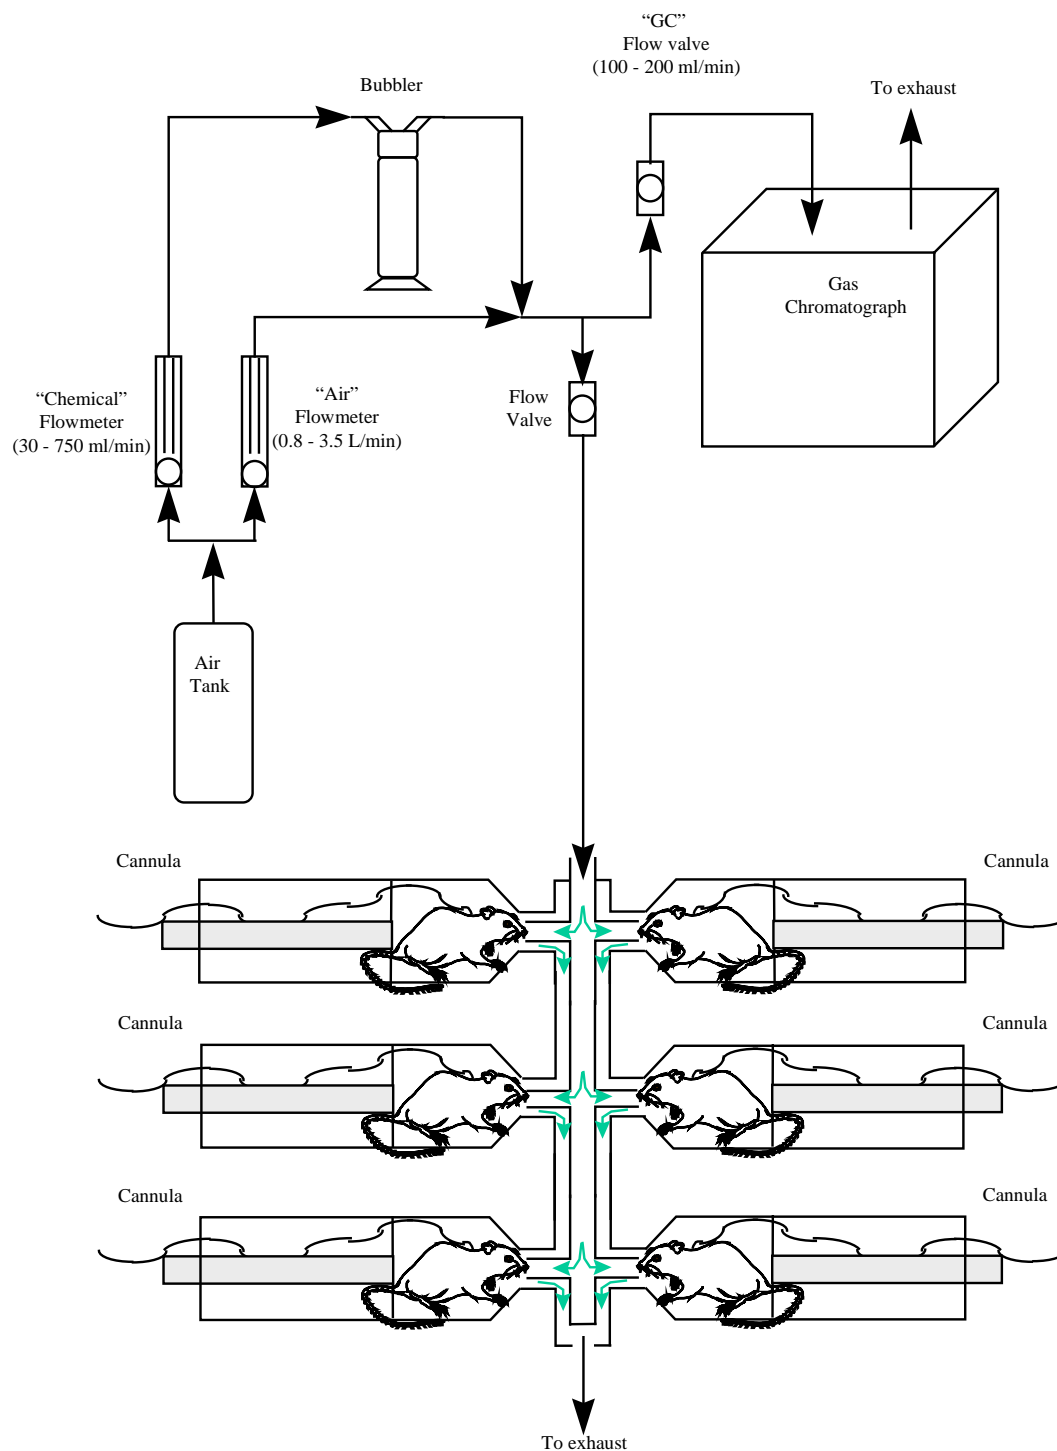 “GC”
Flow valve
(100 - 200 ml/min)
To exhaust
Bubbler
Gas
Chromatograph
“Chemical”
Flowmeter
(30 - 750 ml/min)
“Air”
Flowmeter
(0.8 - 3.5 L/min)
Flow
Valve
Air
Tank
Cannula
Cannula
Cannula
Cannula
Cannula
Cannula
To exhaust